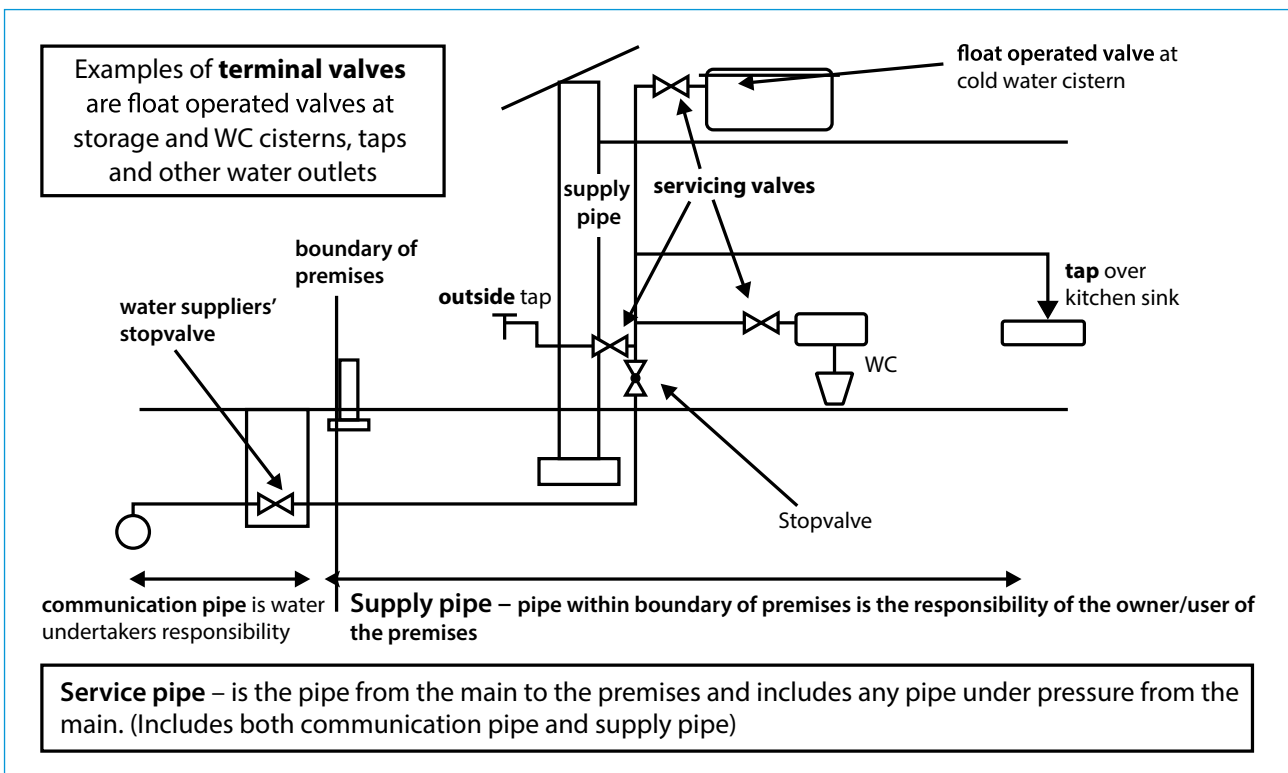 Examples of terminal valves
are float operated valves at
storage and WC cisterns, taps
and other water outlets
float operated valve at
cold water cistern
supply
pipe
servicing valves
boundary of
premises
water suppliers’
stopvalve
outside tap
tap over
kitchen sink
WC
Stopvalve
communication pipe is water
undertakers responsibility
Supply pipe – pipe within boundary of premises is the responsibility of the owner/user of
the premises
Service pipe – is the pipe from the main to the premises and includes any pipe under pressure from the
main. (Includes both communication pipe and supply pipe)